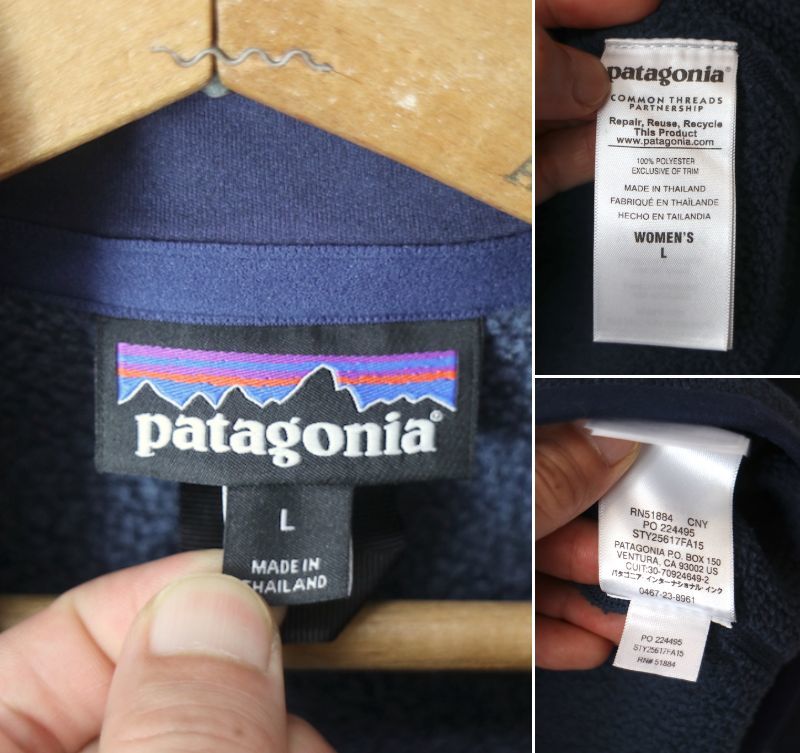 patagonia®
L
MADE IN
THAILAND
patagonia®
COMMON THREADS
PARTNERSHIP
Repair, Reuse, Recycle
This Product
www.patagonia.com
100% POLYESTER
EXCLUSIVE OF TRIM
MADE IN THAILAND
FABRIQUÉ EN THAÏLANDE
HECHO EN TAILANDIA
WOMEN'S
L
RN51884 CNY
PO 224495
STY25617FA15
PATAGONIA P.O. BOX 150
VENTURA, CA 93002 US
CUIT:30-70924649-2
パタゴニア インターナショナル インク
0467-23-8961
PO 224495
STY25617FA15
RN# 51884